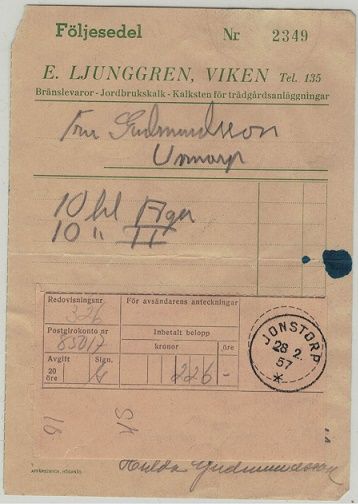 Följesedel Nr 2349
E. LJUNGGREN, VIKEN Tel. 135
Bränslevaror - Jordbrukskalk - Kalksten för trädgårdsanläggningar
Fru Gudmundsson
10 hl
10 " II
Redovisningsnr
326
För avsändarens anteckningar
Postgirokonto nr
85017
Inbetalt belopp
kronor öre
Avgift Sign.
20 öre
226 -
JONSTORP
28 2.
57
Hulda Gudmundsson